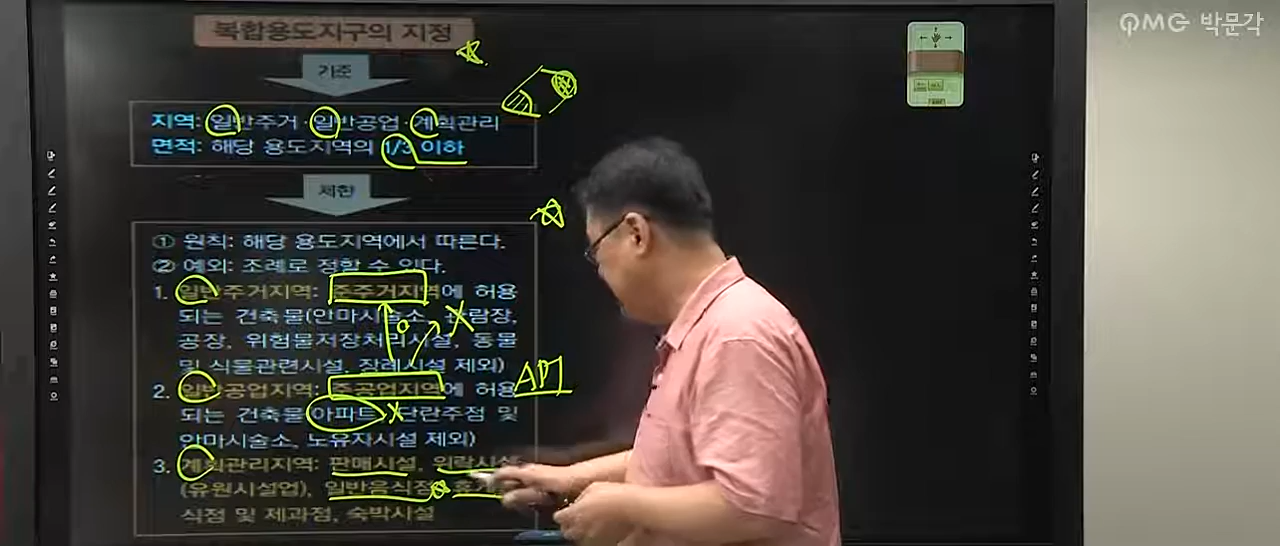 QMG 박문각
복합용도지구의 지정
기준
지역: 일반주거·일반공업·계획관리
면적: 해당 용도지역의 1/3 이하
제한
① 원칙: 해당 용도지역에서 따른다.
② 예외: 조례로 정할 수 있다.
1. 일반주거지역: 준주거지역에 허용
되는 건축물(안마시술소, 관람장,
공장, 위험물저장처리시설, 동물
및 식물관련시설, 장례시설 제외)
2. 일반공업지역: 준공업지역에 허용
APT
되는 건축물(아파트, 단란주점 및
안마시술소, 노유자시설 제외)
3. 계획관리지역: 판매시설, 위락시설
(유원시설업), 일반음식점
식점 및 제과점, 숙박시설